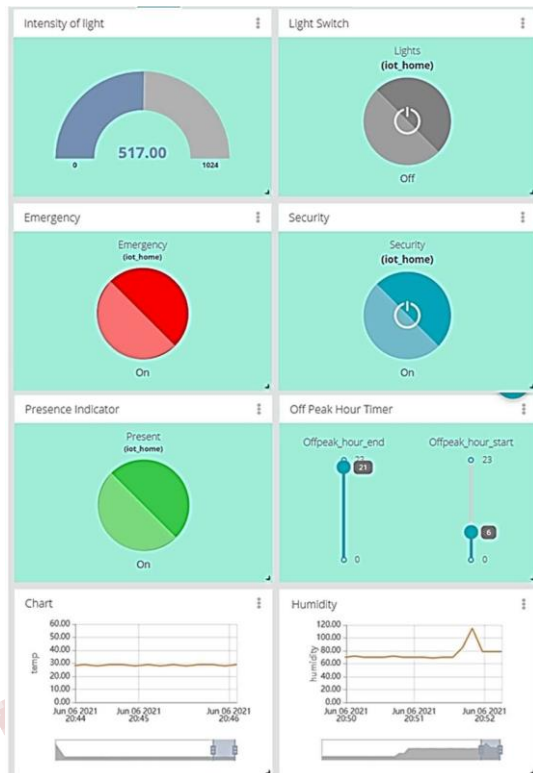 Intensity of light
517.00
0
1024
Light Switch
Lights
(iot_home)
Off
Emergency
Emergency
(iot_home)
On
Security
Security
(iot_home)
On
Presence Indicator
Present
(iot_home)
On
Off Peak Hour Timer
Offpeak_hour_end
21
0
Offpeak_hour_start
23
6
0
Chart
60.00
50.00
40.00
30.00
20.00
10.00
0.00
temp
Jun 06 2021
20:44
Jun 06 2021
20:45
Jun 06 2021
20:46
Humidity
120.00
100.00
80.00
60.00
40.00
20.00
0.00
humidity
Jun 06 2021
20:50
Jun 06 2021
20:51
Jun 06 2021
20:52